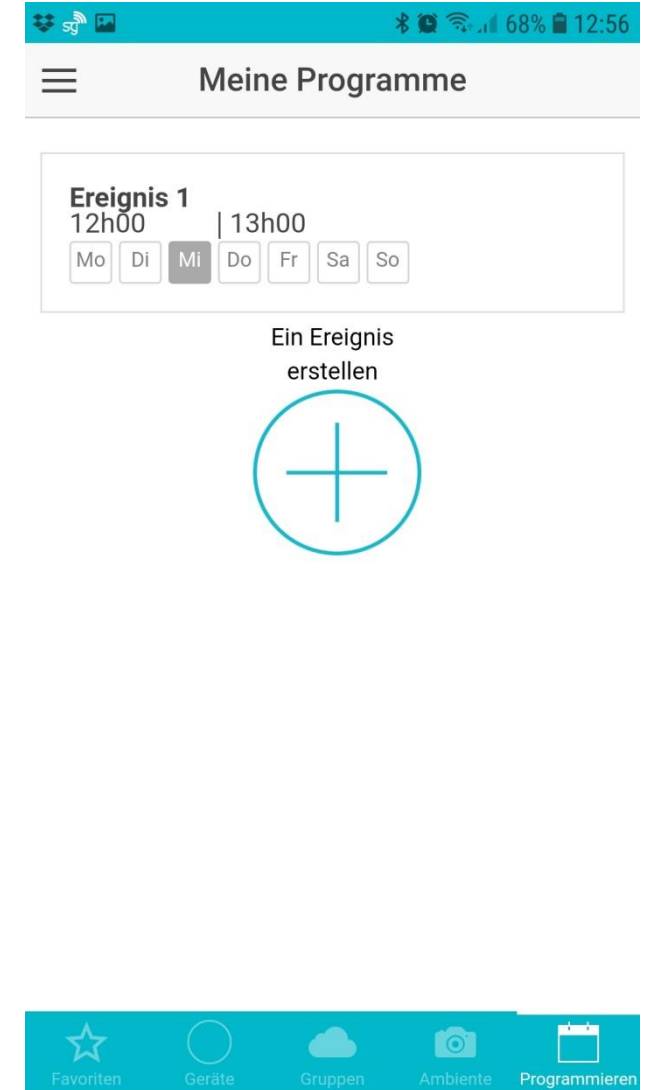 sg 68% 12:56
Meine Programme
Ereignis 1
12h00 | 13h00
Mo Di Mi Do Fr Sa So
Ein Ereignis
erstellen
Favoriten Geräte Gruppen Ambiente Programmieren